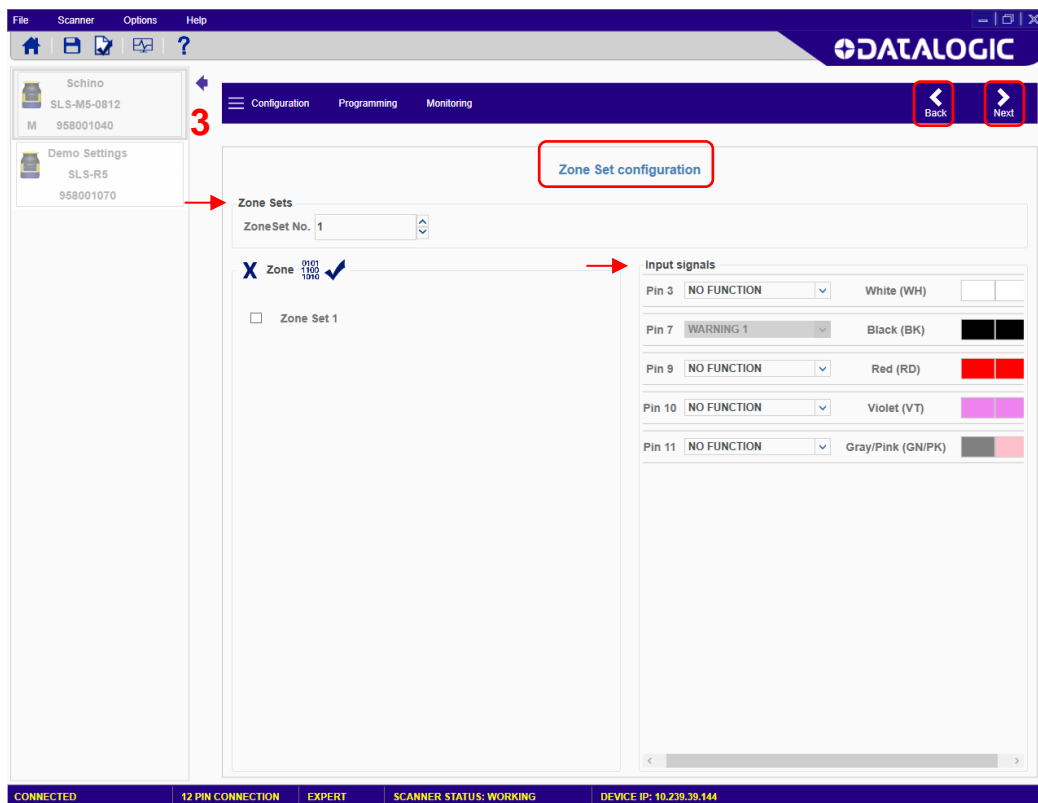 File Scanner Options Help
DATALOGIC
Schino
SLS-M5-0812
M 958001040
Demo Settings
SLS-R5
958001070
3
Configuration Programming Monitoring
Back Next
Zone Set configuration
Zone Sets
ZoneSet No. 1
X Zone 0101 1100 1010
Zone Set 1
Input signals
Pin 3 NO FUNCTION White (WH)
Pin 7 WARNING 1 Black (BK)
Pin 9 NO FUNCTION Red (RD)
Pin 10 NO FUNCTION Violet (VT)
Pin 11 NO FUNCTION Gray/Pink (GN/PK)
CONNECTED 12 PIN CONNECTION EXPERT SCANNER STATUS: WORKING DEVICE IP: 10.239.39.144